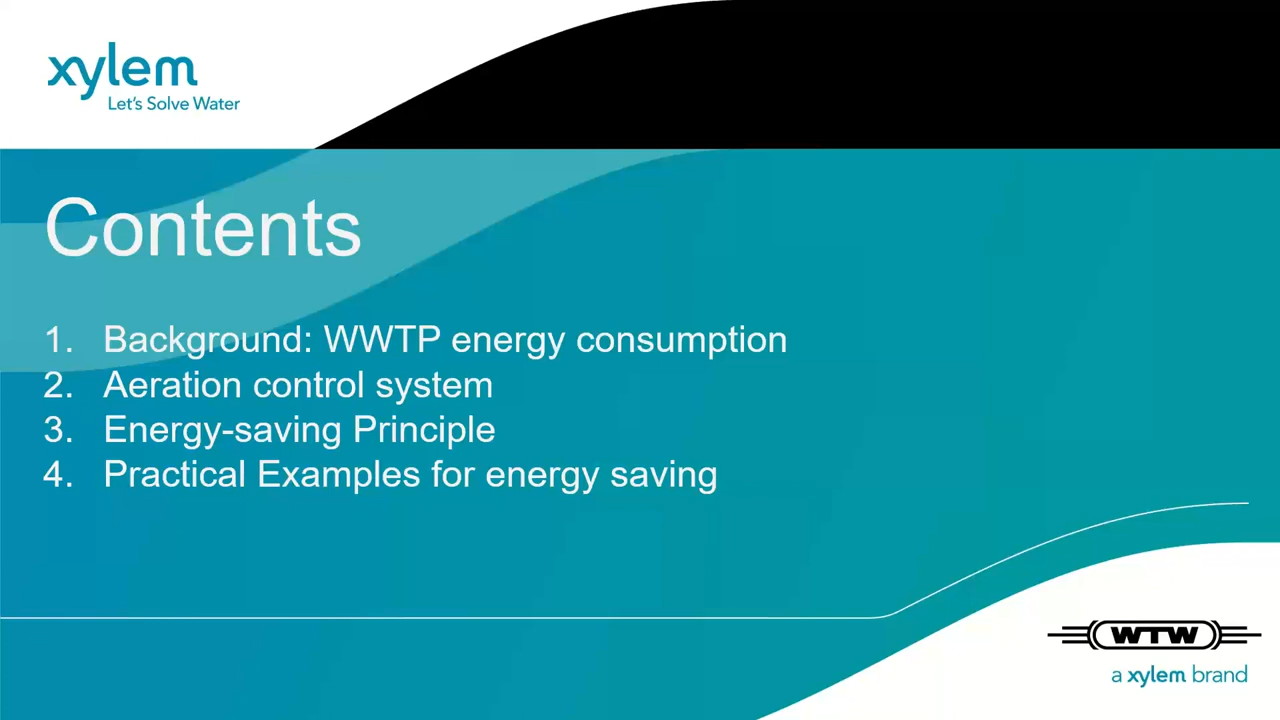 xylem
Let's Solve Water
Contents
1. Background: WWTP energy consumption
2. Aeration control system
3. Energy-saving Principle
4. Practical Examples for energy saving
WTW
a xylem brand